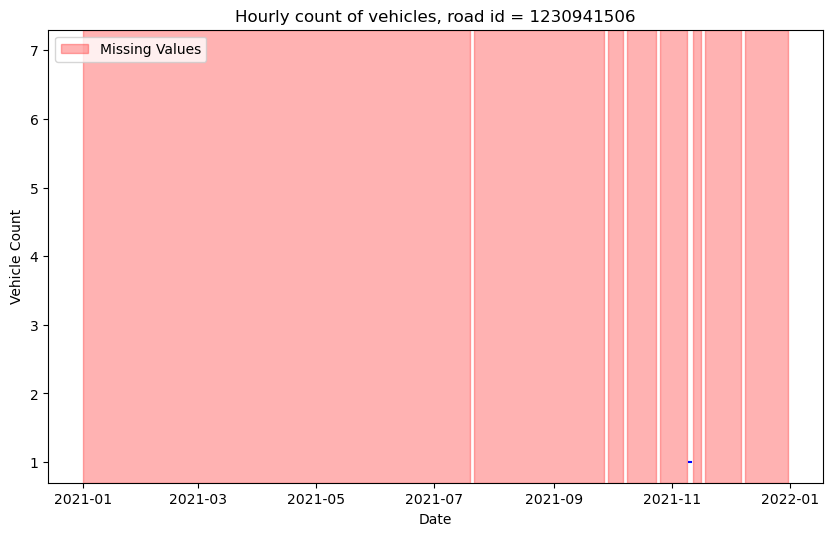 Hourly count of vehicles, road id = 1230941506
Missing Values
7
6
5
4
3
2
1
Vehicle Count
2021-01 2021-03 2021-05 2021-07 2021-09 2021-11 2022-01
Date